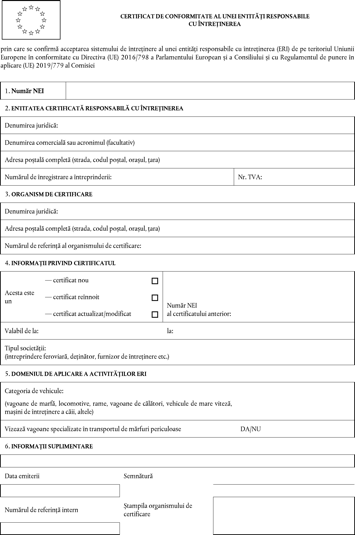 CERTIFICAT DE CONFORMITATE AL UNEI ENTITĂȚI RESPONSABILE
CU ÎNTREȚINEREA
prin care se confirmă acceptarea sistemului de întreținere al unei entități responsabile cu întreținerea (ERI) de pe teritoriul Uniunii
Europene în conformitate cu Directiva (UE) 2016/798 a Parlamentului European și a Consiliului și cu Regulamentul de punere în
aplicare (UE) 2019/779 al Comisiei
1. Număr NEI
2. ENTITATEA CERTIFICATĂ RESPONSABILĂ CU ÎNTREȚINEREA
Denumirea juridică:
Denumirea comercială sau acronimul (facultativ)
Adresa poștală completă (strada, codul poștal, orașul, țara)
Numărul de înregistrare a întreprinderii: Nr. TVA:
3. ORGANISM DE CERTIFICARE
Denumirea juridică:
Adresa poștală completă (strada, codul poștal, orașul, țara)
Numărul de referință al organismului de certificare:
4. INFORMAȚII PRIVIND CERTIFICATUL
Acesta este
un
— certificat nou
— certificat reînnoit
— certificat actualizat/modificat
Număr NEI
al certificatului anterior:
Valabil de la: la:
Tipul societății:
(întreprindere feroviară, deținător, furnizor de întreținere etc.)
5. DOMENIUL DE APLICARE A ACTIVITĂȚILOR ERI
Categoria de vehicule:
(vagoane de marfă, locomotive, rame, vagoane de călători, vehicule de mare viteză,
mașini de întreținere a căii, altele)
Vizează vagoane specializate în transportul de mărfuri periculoase DA/NU
6. INFORMAȚII SUPLIMENTARE
Data emiterii Semnătură
Numărul de referință intern
Ștampila organismului de
certificare